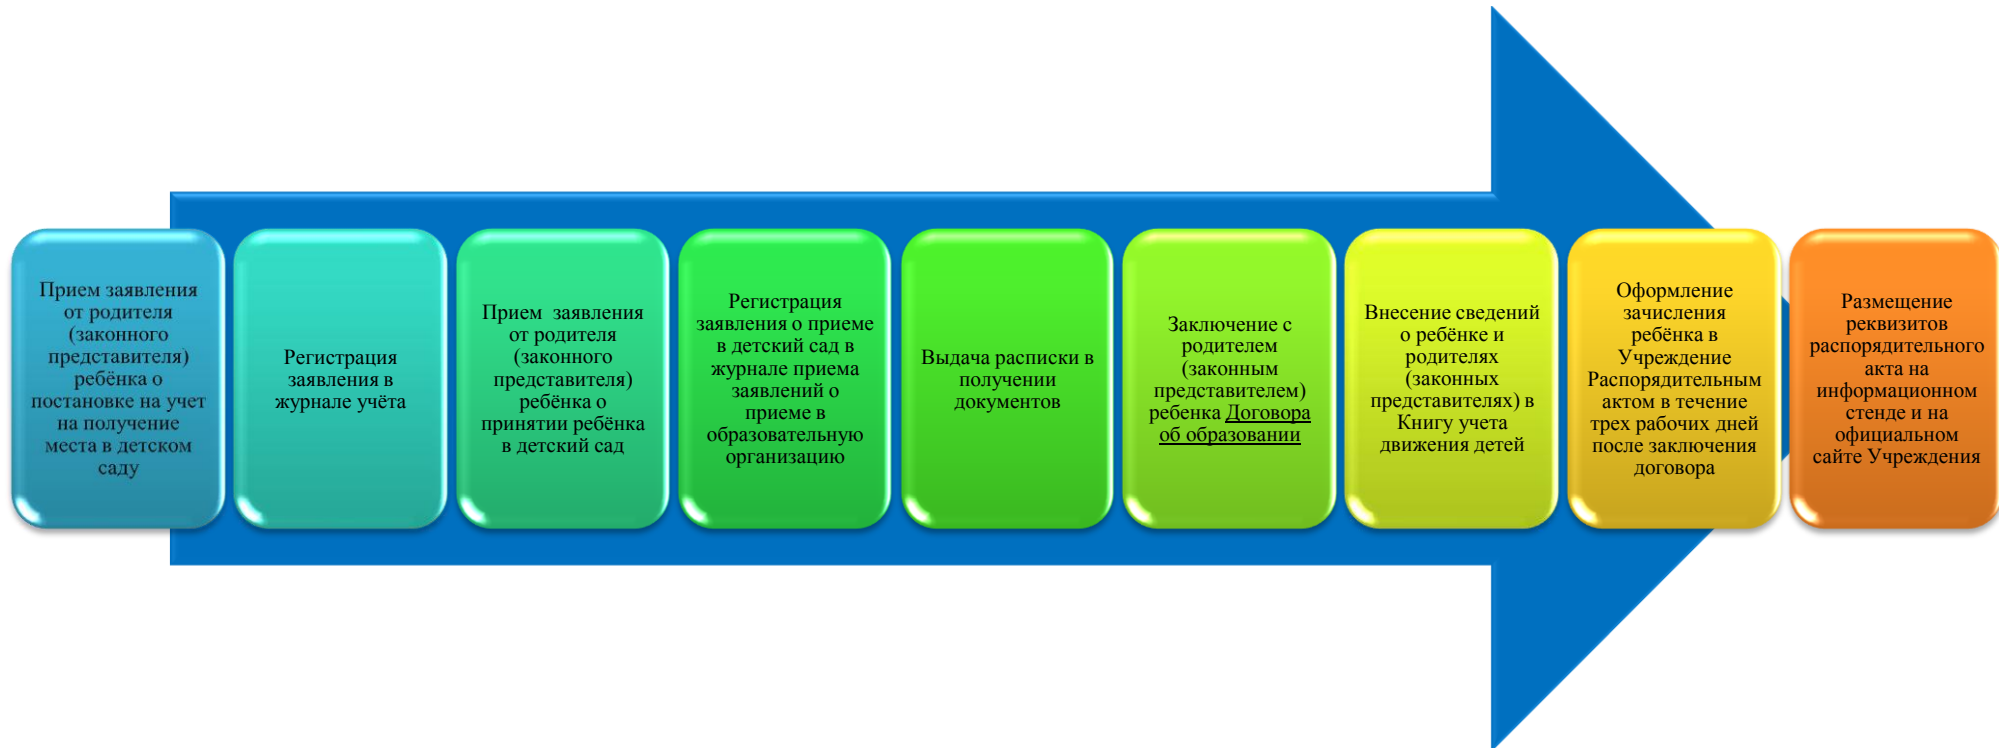 Прием заявления
от родителя
(законного
представителя)
ребёнка о
постановке на учет
на получение
места в детском
саду
Регистрация
заявления в
журнале учёта
Прием заявления
от родителя
(законного
представителя)
ребёнка о
принятии ребёнка
в детский сад
Регистрация
заявления о приеме
в детский сад в
журнале приема
заявлений о
приеме в
образовательную
организацию
Выдача расписки в
получении
документов
Заключение с
родителем
(законным
представителем)
ребенка Договора
об образовании
Внесение сведений
о ребёнке и
родителях
(законных
представителях) в
Книгу учета
движения детей
Оформление
зачисления
ребёнка в
Учреждение
Распорядительным
актом в течение
трех рабочих дней
после заключения
договора
Размещение
реквизитов
распорядительного
акта на
информационном
стенде и на
официальном
сайте Учреждения